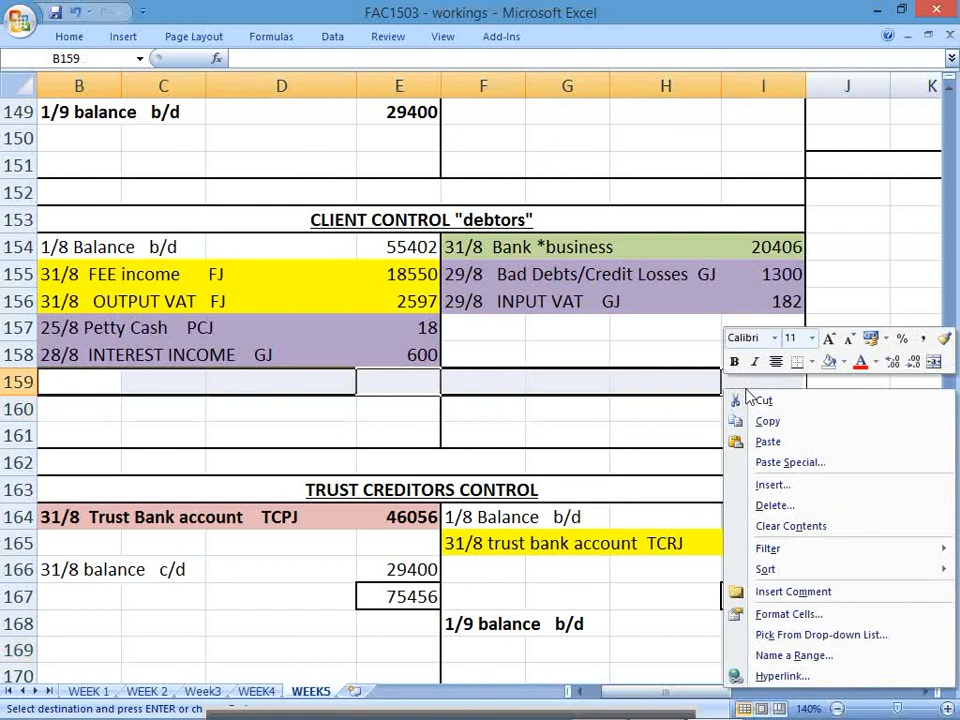 FAC1503 - workings - Microsoft Excel
Home Insert Page Layout Formulas Data Review View Add-Ins
B159 fx
B C D E F G H I J K
149 1/9 balance b/d 29400
150
151
152
153 CLIENT CONTROL "debtors"
154 1/8 Balance b/d 55402 31/8 Bank *business 20406
155 31/8 FEE income FJ 18550 29/8 Bad Debts/Credit Losses GJ 1300
156 31/8 OUTPUT VAT FJ 2597 29/8 INPUT VAT GJ 182
157 25/8 Petty Cash PCJ 18
158 28/8 INTEREST INCOME GJ 600
159
160
161
162
163 TRUST CREDITORS CONTROL
164 31/8 Trust Bank account TCPJ 46056 1/8 Balance b/d
165 31/8 trust bank account TCRJ
166 31/8 balance c/d 29400
167 75456
168 1/9 balance b/d
169
170
Calibri 11 A A % ,
B I A
Cut
Copy
Paste
Paste Special...
Insert...
Delete...
Clear Contents
Filter
Sort
Insert Comment
Format Cells...
Pick From Drop-down List...
Name a Range...
Hyperlink...
WEEK 1 WEEK 2 Week3 WEEK4 WEEK5
Select destination and press ENTER or ch 140%